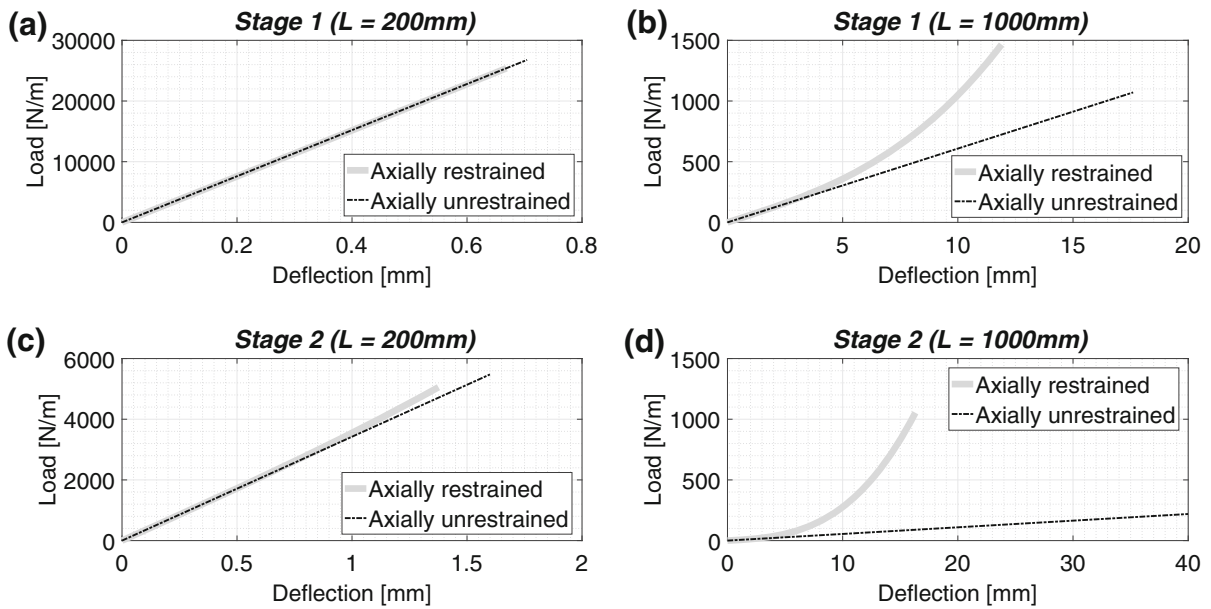 (a)
Stage 1 (L = 200mm)
30000
20000
10000
0
Load [N/m]
Axially restrained
Axially unrestrained
0 0.2 0.4 0.6 0.8
Deflection [mm]
(b)
Stage 1 (L = 1000mm)
1500
1000
500
0
Load [N/m]
Axially restrained
Axially unrestrained
0 5 10 15 20
Deflection [mm]
(c)
Stage 2 (L = 200mm)
6000
4000
2000
0
Load [N/m]
Axially restrained
Axially unrestrained
0 0.5 1 1.5 2
Deflection [mm]
(d)
Stage 2 (L = 1000mm)
1500
1000
500
0
Load [N/m]
Axially restrained
Axially unrestrained
0 10 20 30 40
Deflection [mm]